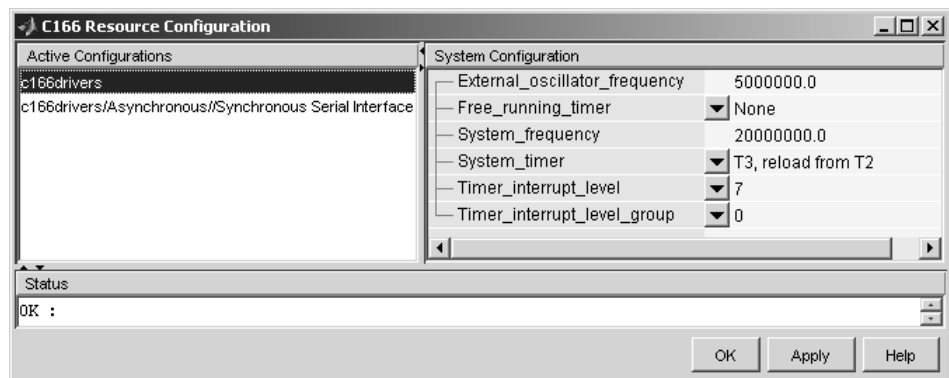 C166 Resource Configuration
Active Configurations
c166drivers
c166drivers/Asynchronous//Synchronous Serial Interface
System Configuration
External_oscillator_frequency 5000000.0
Free_running_timer None
System_frequency 20000000.0
System_timer T3, reload from T2
Timer_interrupt_level 7
Timer_interrupt_level_group 0
Status
OK :
OK Apply Help